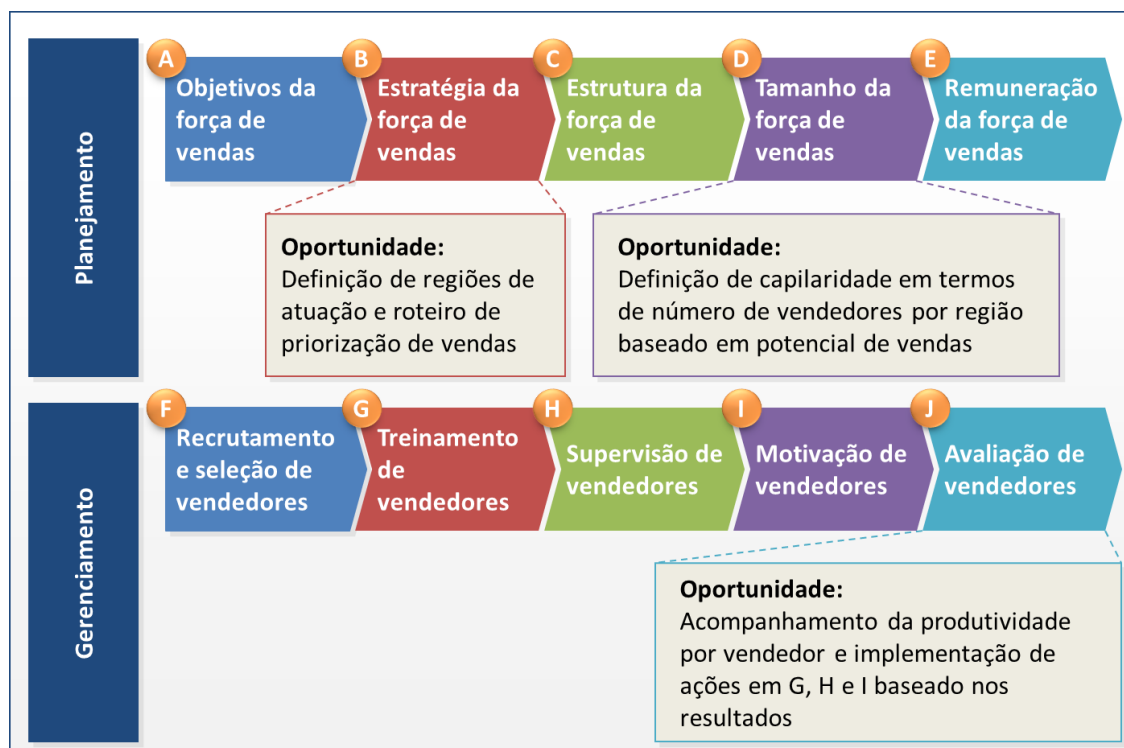 Planejamento
A
Objetivos da
força de
vendas
B
Estratégia da
força de
vendas
C
Estrutura da
força de
vendas
D
Tamanho da
força de
vendas
E
Remuneração
da força de
vendas
Oportunidade:
Definição de regiões de
atuação e roteiro de
priorização de vendas
Oportunidade:
Definição de capilaridade em termos
de número de vendedores por região
baseado em potencial de vendas
Gerenciamento
F
Recrutamento
e seleção de
vendedores
G
Treinamento
de
vendedores
H
Supervisão de
vendedores
I
Motivação de
vendedores
J
Avaliação de
vendedores
Oportunidade:
Acompanhamento da produtividade
por vendedor e implementação de
ações em G, H e I baseado nos
resultados